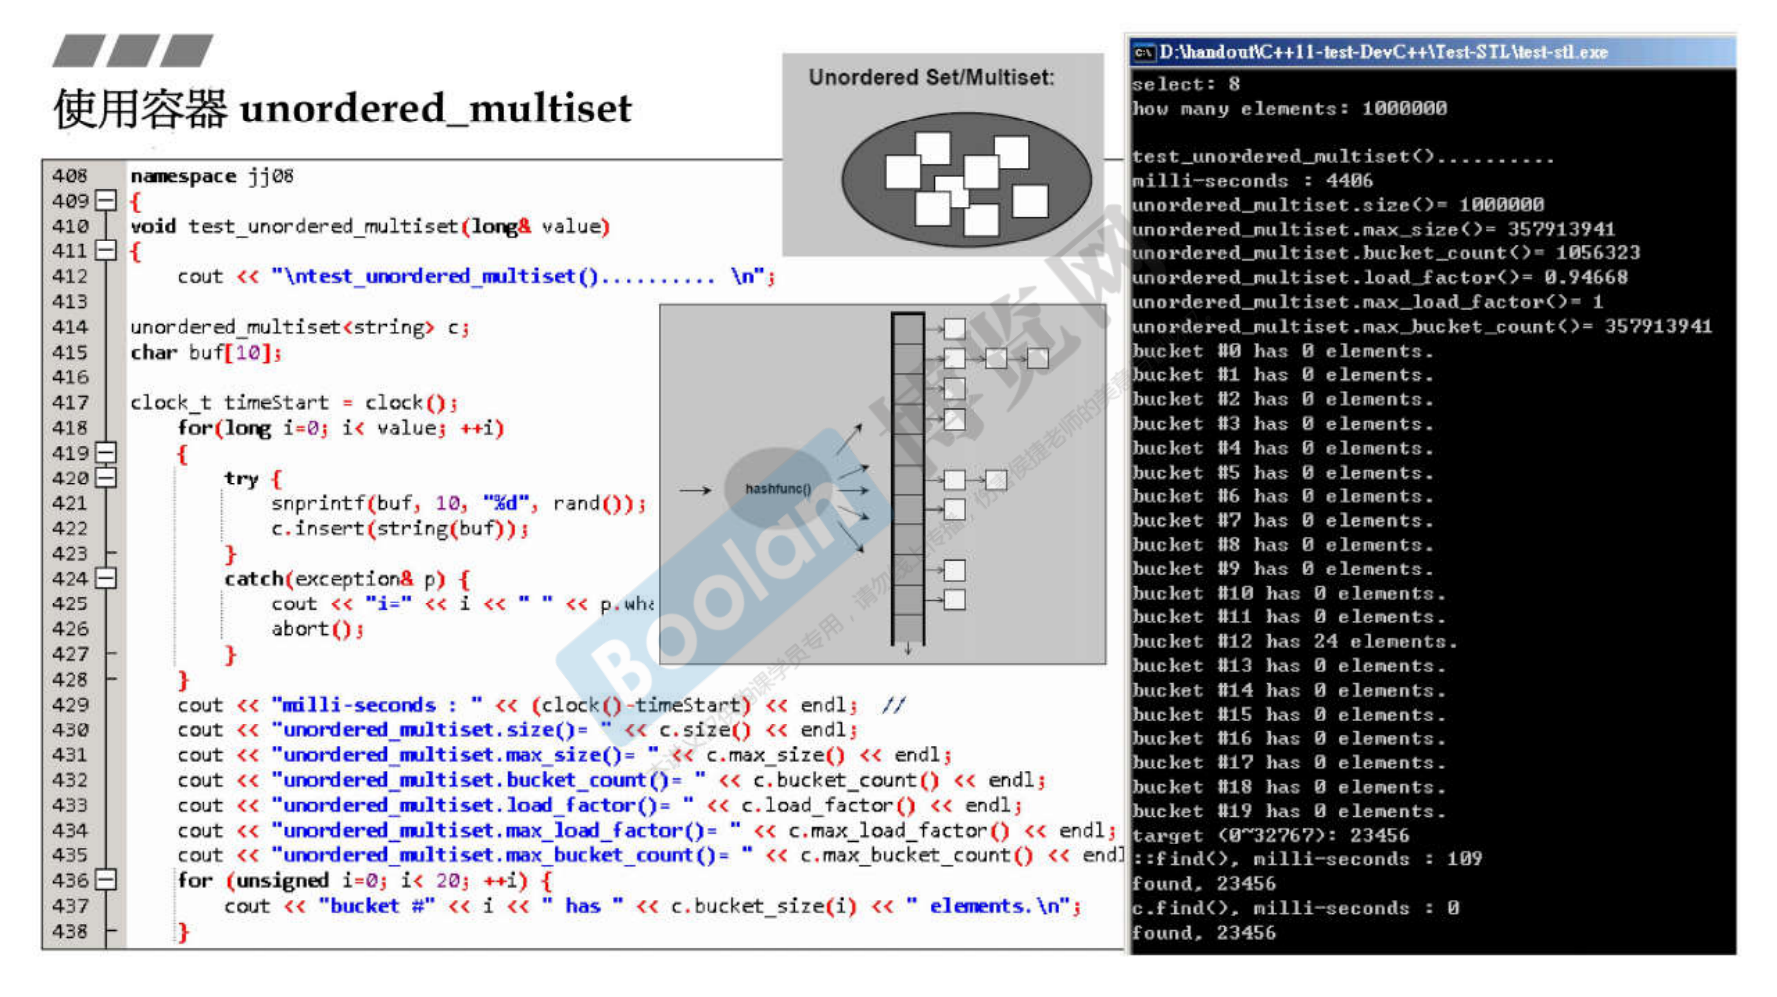 使用容器 unordered_multiset
Unordered Set/Multiset:
408 namespace jj08
409 {
410 void test_unordered_multiset(long& value)
411 {
412 cout << "\ntest_unordered_multiset().......... \n";
413
414 unordered_multiset<string> c;
415 char buf[10];
416
417 clock_t timeStart = clock();
418 for(long i=0; i< value; ++i)
419 {
420 try {
421 snprintf(buf, 10, "%d", rand());
422 c.insert(string(buf));
423 }
424 catch(exception& p) {
425 cout << "i=" << i << " " << p.wha
426 abort();
427 }
428 }
429 cout << "milli-seconds : " << (clock()-timeStart) << endl; //
430 cout << "unordered_multiset.size()= " << c.size() << endl;
431 cout << "unordered_multiset.max_size()= " << c.max_size() << endl;
432 cout << "unordered_multiset.bucket_count()= " << c.bucket_count() << endl;
433 cout << "unordered_multiset.load_factor()= " << c.load_factor() << endl;
434 cout << "unordered_multiset.max_load_factor()= " << c.max_load_factor() << endl;
435 cout << "unordered_multiset.max_bucket_count()= " << c.max_bucket_count() << endl
436 for (unsigned i=0; i< 20; ++i) {
437 cout << "bucket #" << i << " has " << c.bucket_size(i) << " elements.\n";
438 }
hashfunc()
Boolan 博览网
D:\handout\C++11-test-DevC++\Test-STL\test-stl.exe
select: 8
how many elements: 1000000
test_unordered_multiset()..........
milli-seconds : 4406
unordered_multiset.size()= 1000000
unordered_multiset.max_size()= 357913941
unordered_multiset.bucket_count()= 1056323
unordered_multiset.load_factor()= 0.94668
unordered_multiset.max_load_factor()= 1
unordered_multiset.max_bucket_count()= 357913941
bucket #0 has 0 elements.
bucket #1 has 0 elements.
bucket #2 has 0 elements.
bucket #3 has 0 elements.
bucket #4 has 0 elements.
bucket #5 has 0 elements.
bucket #6 has 0 elements.
bucket #7 has 0 elements.
bucket #8 has 0 elements.
bucket #9 has 0 elements.
bucket #10 has 0 elements.
bucket #11 has 0 elements.
bucket #12 has 24 elements.
bucket #13 has 0 elements.
bucket #14 has 0 elements.
bucket #15 has 0 elements.
bucket #16 has 0 elements.
bucket #17 has 0 elements.
bucket #18 has 0 elements.
bucket #19 has 0 elements.
target (0~32767): 23456
::find(), milli-seconds : 109
found, 23456
c.find(), milli-seconds : 0
found, 23456